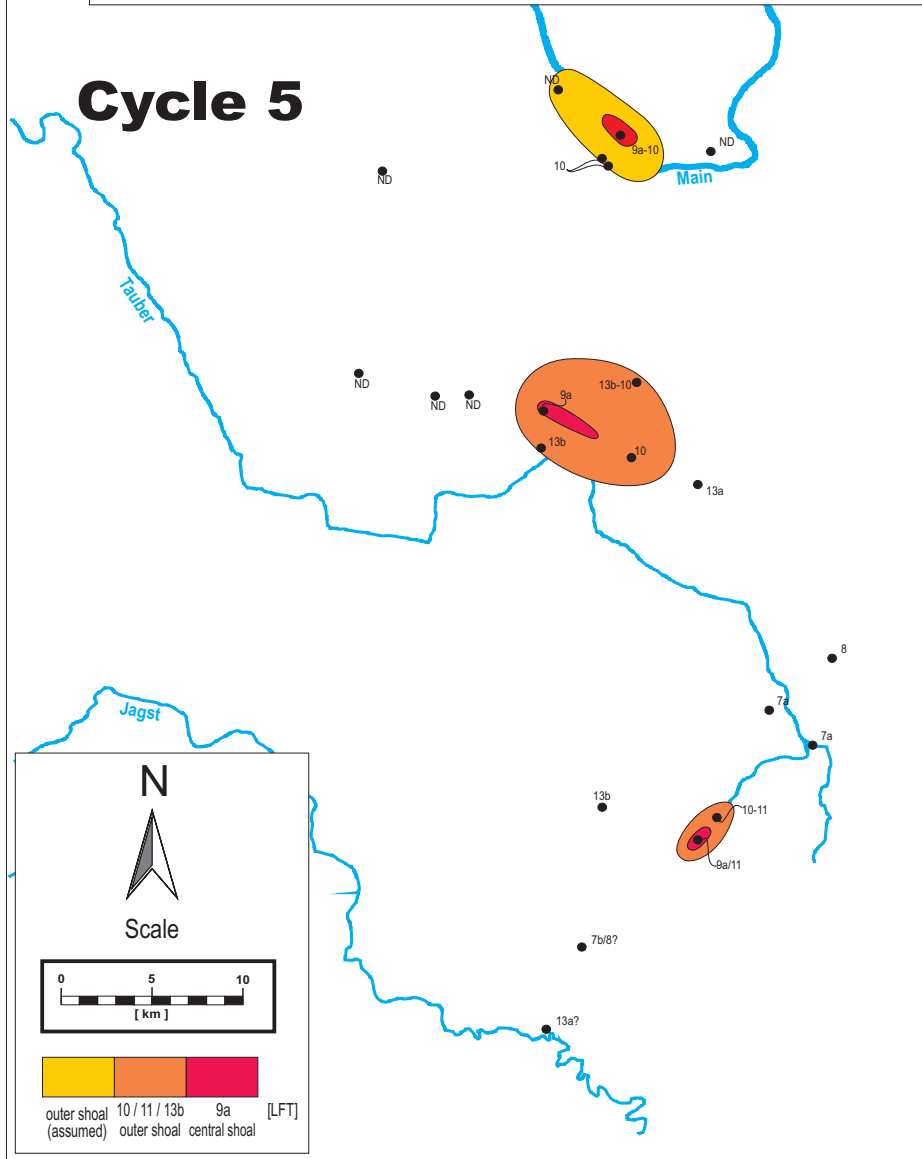 Cycle 5
ND
9a-10
ND
10
Main
ND
Tauber
ND
ND
ND
13b-10
9a
13b
10
13a
8
7a
7a
Jagst
13b
10-11
9a/11
7b/8?
13a?
N
Scale
0 5 10
[ km ]
outer shoal 10 / 11 / 13b 9a [LFT]
(assumed) outer shoal central shoal